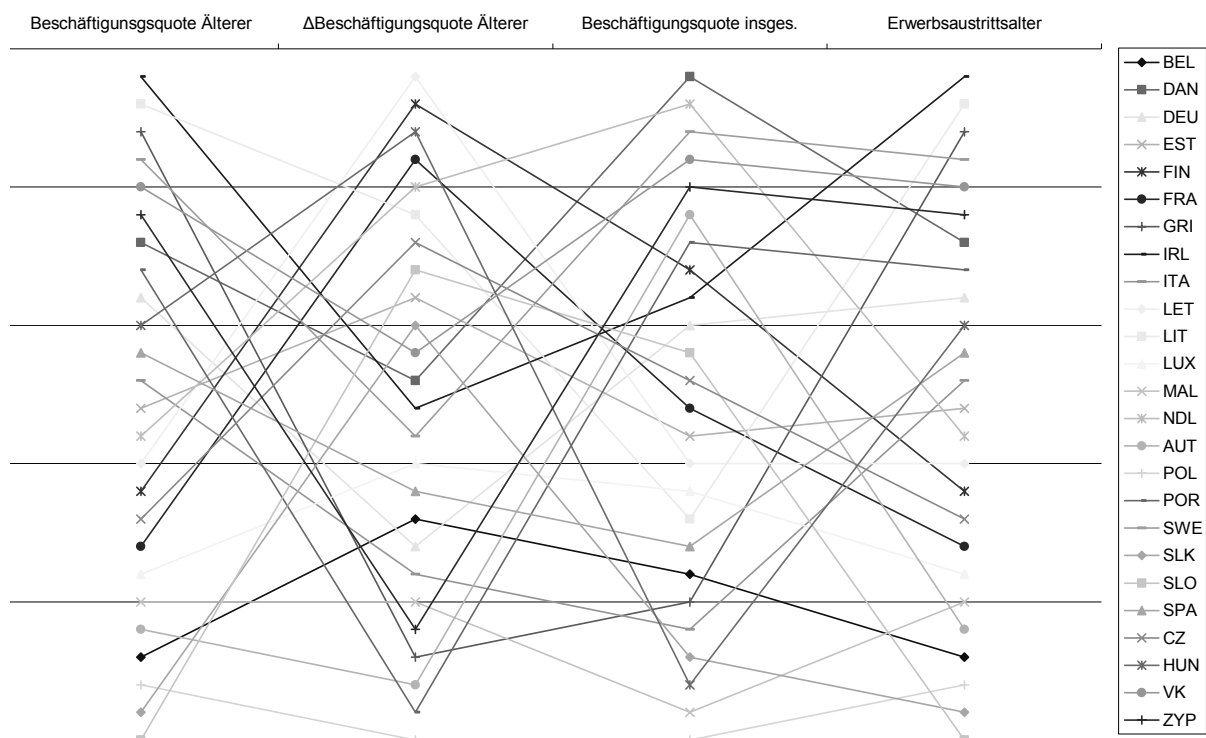 Beschäftigunsgsquote Älterer ΔBeschäftigungsquote Älterer Beschäftigungsquote insges. Erwerbsaustrittsalter
BEL
DAN
DEU
EST
FIN
FRA
GRI
IRL
ITA
LET
LIT
LUX
MAL
NDL
AUT
POL
POR
SWE
SLK
SLO
SPA
CZ
HUN
VK
ZYP